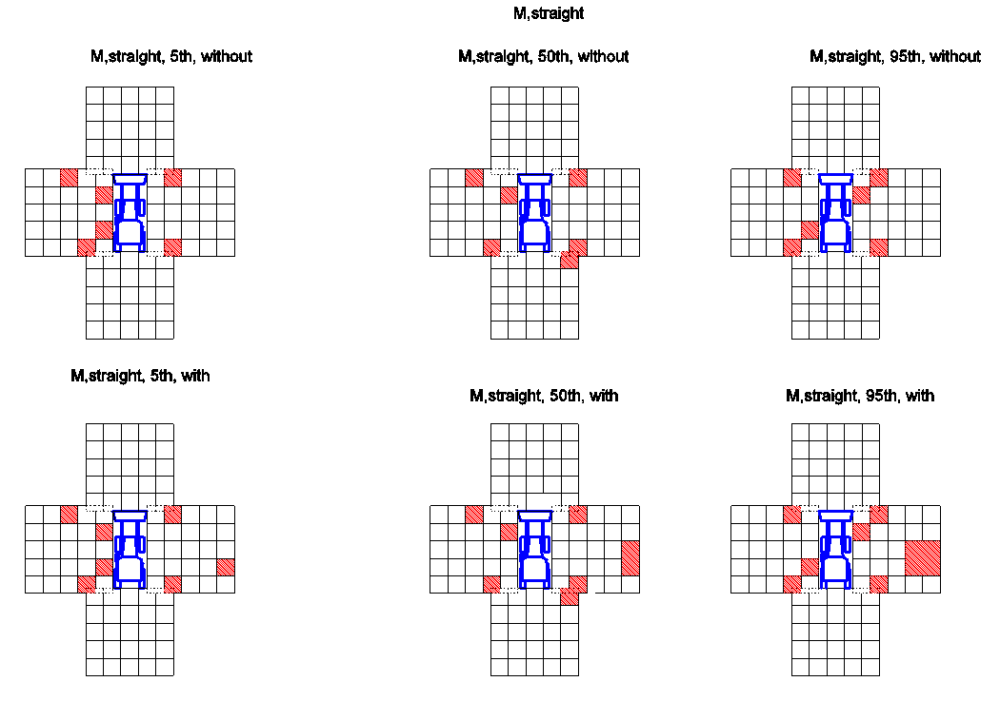 M,straight
M,straight, 5th, without
M,straight, 50th, without
M,straight, 95th, without
M,straight, 5th, with
M,straight, 50th, with
M,straight, 95th, with